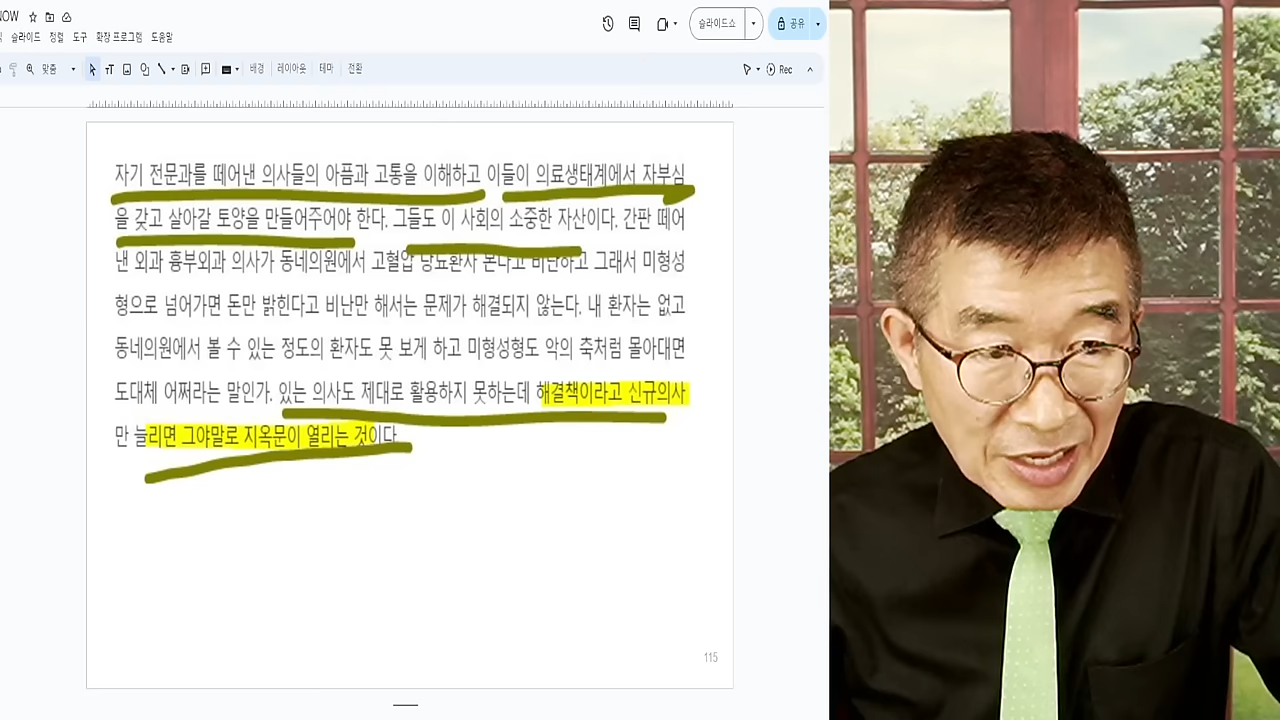 NOW
슬라이드 정렬 도구 확장 프로그램 도움말
슬라이드쇼
공유
맞춤
배경 레이아웃 테마 전환
Rec
자기 전문과를 떼어낸 의사들의 아픔과 고통을 이해하고 이들이 의료생태계에서 자부심
을 갖고 살아갈 토양을 만들어주어야 한다. 그들도 이 사회의 소중한 자산이다. 간판 떼어
낸 외과 흉부외과 의사가 동네의원에서 고혈압 당뇨환자 본다고 비난하고 그래서 미형성
형으로 넘어가면 돈만 밝힌다고 비난만 해서는 문제가 해결되지 않는다. 내 환자는 없고
동네의원에서 볼 수 있는 정도의 환자도 못 보게 하고 미형성형도 악의 축처럼 몰아대면
도대체 어쩌라는 말인가. 있는 의사도 제대로 활용하지 못하는데 해결책이라고 신규의사
만 늘리면 그야말로 지옥문이 열리는 것이다
115